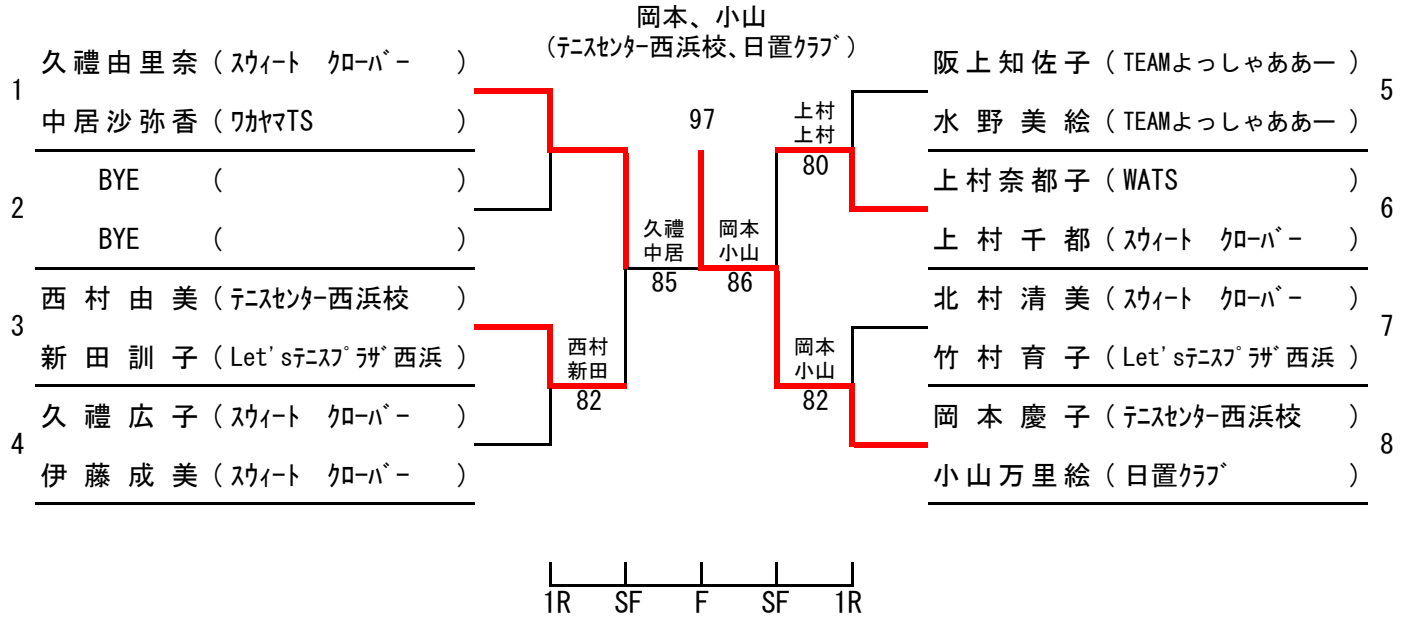 岡本、小山
(ﾃﾆｽｾﾝﾀｰ西浜校、日置ｸﾗﾌﾞ)
1
久禮由里奈 ( ｽｳｨｰﾄ　ｸﾛｰﾊﾞｰ )
中居沙弥香 ( ﾜｶﾔﾏTS )
2
BYE ( )
BYE ( )
3
西村由美 ( ﾃﾆｽｾﾝﾀｰ西浜校 )
新田訓子 ( Let'sﾃﾆｽﾌﾟﾗｻﾞ西浜 )
4
久禮広子 ( ｽｳｨｰﾄ　ｸﾛｰﾊﾞｰ )
伊藤成美 ( ｽｳｨｰﾄ　ｸﾛｰﾊﾞｰ )
西村
新田
82
久禮
中居
85
97
岡本
小山
86
上村
上村
80
岡本
小山
82
阪上知佐子 ( TEAMよっしゃああー )
水野美絵 ( TEAMよっしゃああー )
5
上村奈都子 ( WATS )
上村千都 ( ｽｳｨｰﾄ　ｸﾛｰﾊﾞｰ )
6
北村清美 ( ｽｳｨｰﾄ　ｸﾛｰﾊﾞｰ )
竹村育子 ( Let'sﾃﾆｽﾌﾟﾗｻﾞ西浜 )
7
岡本慶子 ( ﾃﾆｽｾﾝﾀｰ西浜校 )
小山万里絵 ( 日置ｸﾗﾌﾞ )
8
1R SF F SF 1R